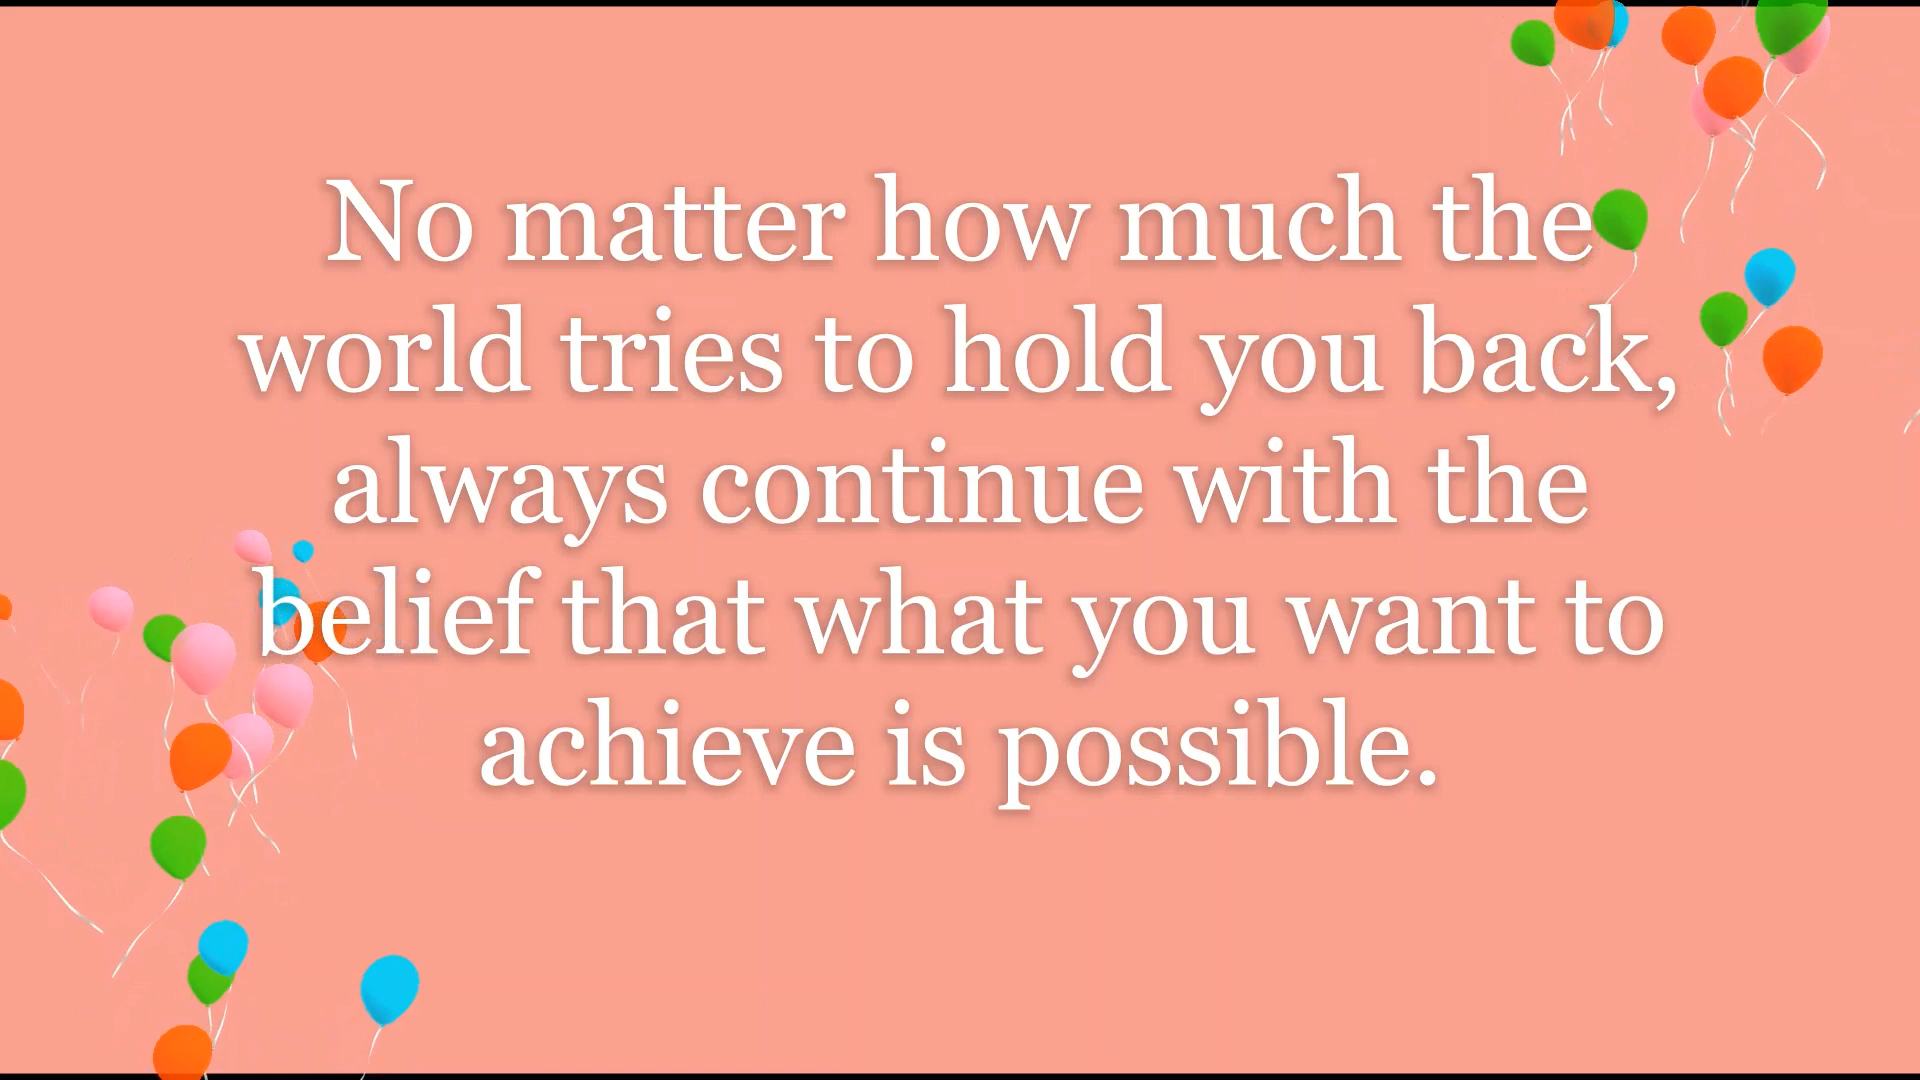 No matter how much the
world tries to hold you back,
always continue with the
belief that what you want to
achieve is possible.